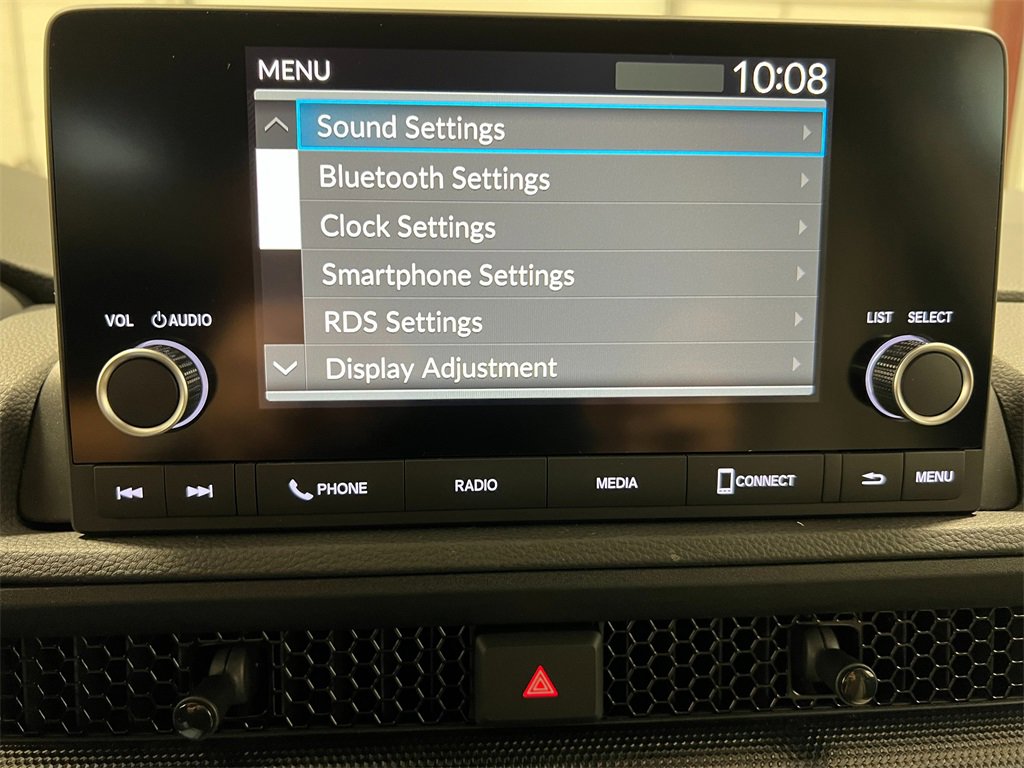 MENU
10:08
Sound Settings
Bluetooth Settings
Clock Settings
Smartphone Settings
RDS Settings
Display Adjustment
VOL AUDIO
LIST SELECT
PHONE
RADIO
MEDIA
CONNECT
MENU